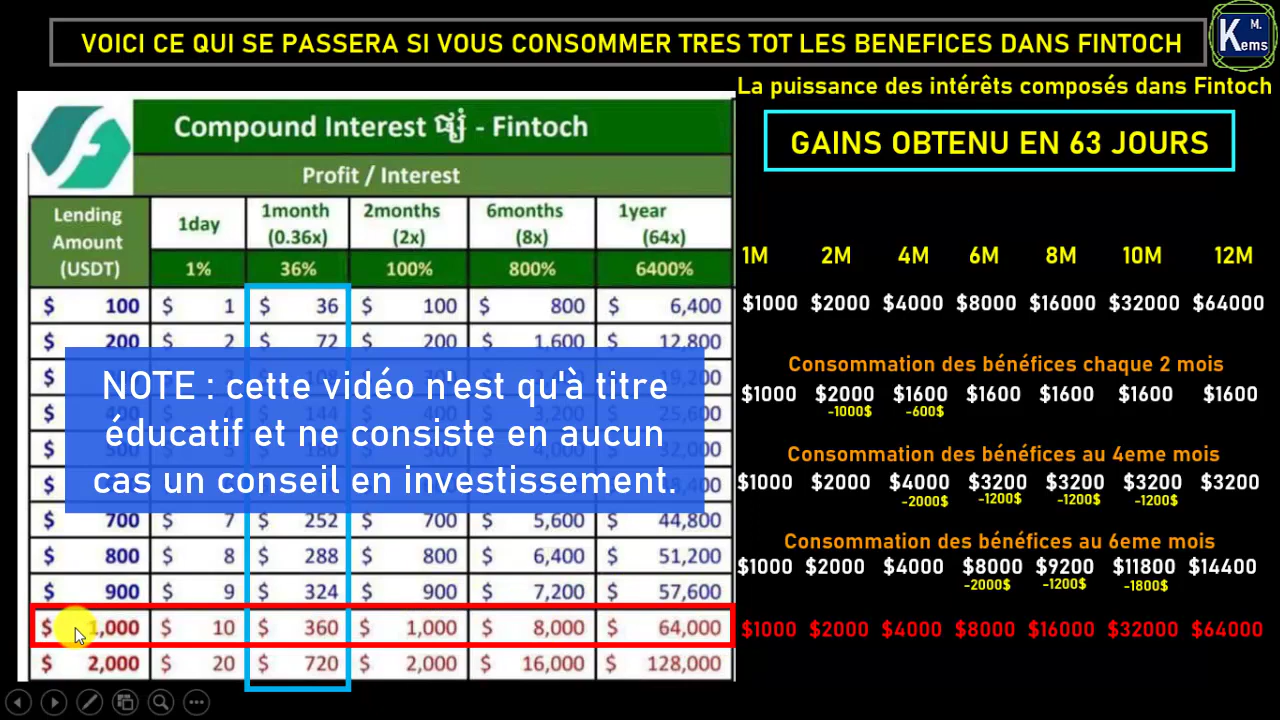 VOICI CE QUI SE PASSERA SI VOUS CONSOMMER TRES TOT LES BENEFICES DANS FINTOCH
K M. ems
La puissance des intérêts composés dans Fintoch
GAINS OBTENU EN 63 JOURS
Compound Interest ផ្សំ - Fintoch
Profit / Interest
Lending Amount (USDT) 1day 1month (0.36x) 2months (2x) 6months (8x) 1year (64x)
1% 36% 100% 800% 6400%
$ 100 $ 1 $ 36 $ 100 $ 800 $ 6,400
$ 200 $ 2 $ 72 $ 200 $ 1,600 $ 12,800
NOTE : cette vidéo n'est qu'à titre
éducatif et ne consiste en aucun
cas un conseil en investissement.
$ 700 $ 7 $ 252 $ 700 $ 5,600 $ 44,800
$ 800 $ 8 $ 288 $ 800 $ 6,400 $ 51,200
$ 900 $ 9 $ 324 $ 900 $ 7,200 $ 57,600
$ 1,000 $ 10 $ 360 $ 1,000 $ 8,000 $ 64,000
$ 2,000 $ 20 $ 720 $ 2,000 $ 16,000 $ 128,000
1M 2M 4M 6M 8M 10M 12M
$1000 $2000 $4000 $8000 $16000 $32000 $64000
Consommation des bénéfices chaque 2 mois
$1000 $2000 $1600 $1600 $1600 $1600 $1600
-1000$ -600$
Consommation des bénéfices au 4eme mois
$1000 $2000 $4000 $3200 $3200 $3200 $3200
-2000$ -1200$ -1200$ -1200$
Consommation des bénéfices au 6eme mois
$1000 $2000 $4000 $8000 $9200 $11800 $14400
-2000$ -1200$ -1800$
$1000 $2000 $4000 $8000 $16000 $32000 $64000